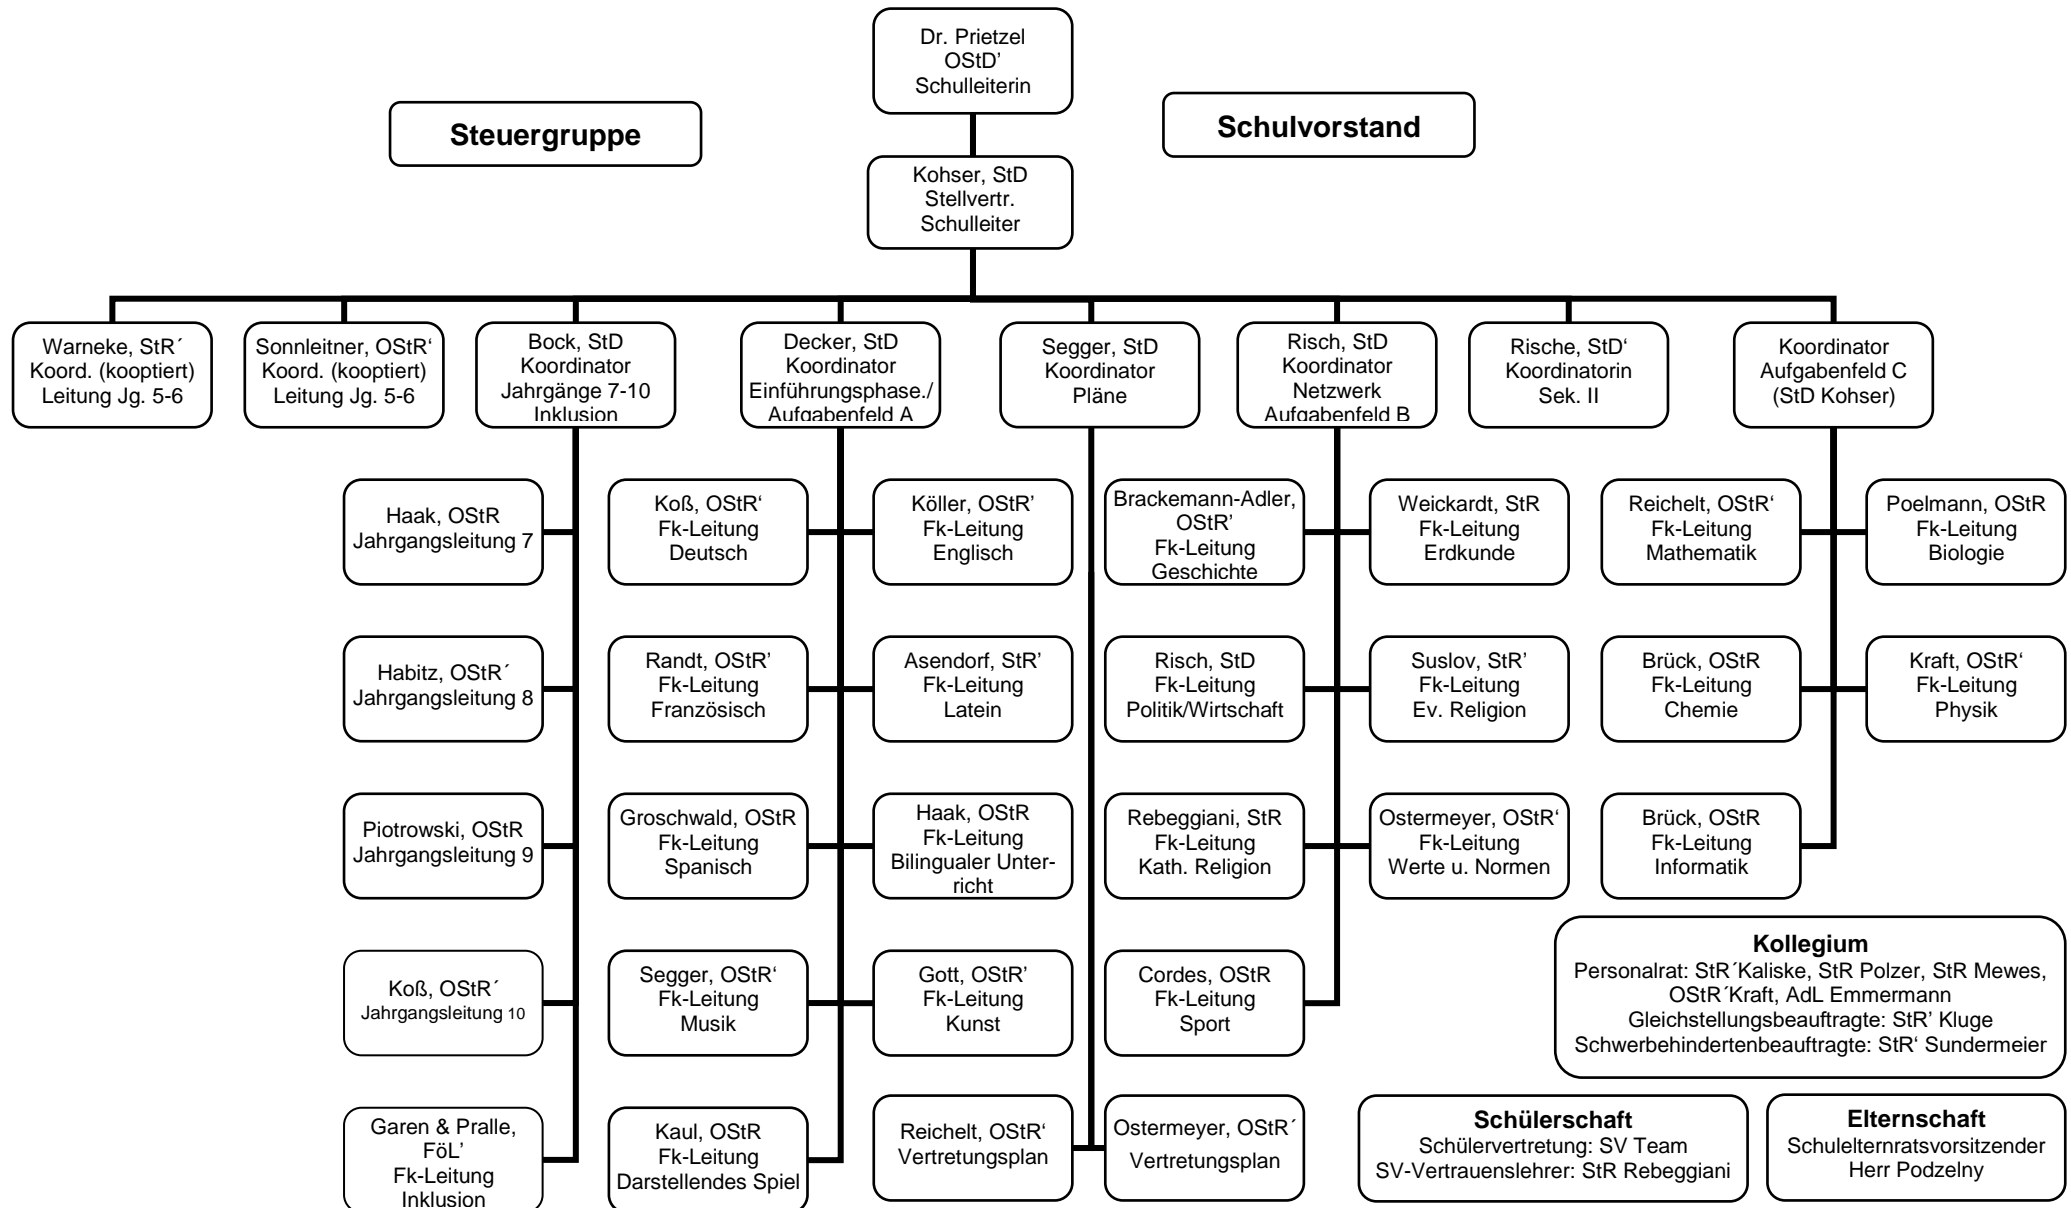 Dr. Prietzel
OStD’
Schulleiterin
Steuergruppe
Schulvorstand
Kohser, StD
Stellvertr.
Schulleiter
Warneke, StR´
Koord. (kooptiert)
Leitung Jg. 5-6
Sonnleitner, OStR‘
Koord. (kooptiert)
Leitung Jg. 5-6
Bock, StD
Koordinator
Jahrgänge 7-10
Inklusion
Decker, StD
Koordinator
Einführungsphase./
Aufgabenfeld A
Segger, StD
Koordinator
Pläne
Risch, StD
Koordinator
Netzwerk
Aufgabenfeld B
Rische, StD‘
Koordinatorin
Sek. II
Koordinator
Aufgabenfeld C
(StD Kohser)
Haak, OStR
Jahrgangsleitung 7
Koß, OStR‘
Fk-Leitung
Deutsch
Köller, OStR’
Fk-Leitung
Englisch
Brackemann-Adler,
OStR’
Fk-Leitung
Geschichte
Weickardt, StR
Fk-Leitung
Erdkunde
Reichelt, OStR‘
Fk-Leitung
Mathematik
Poelmann, OStR
Fk-Leitung
Biologie
Habitz, OStR´
Jahrgangsleitung 8
Randt, OStR’
Fk-Leitung
Französisch
Asendorf, StR’
Fk-Leitung
Latein
Risch, StD
Fk-Leitung
Politik/Wirtschaft
Suslov, StR’
Fk-Leitung
Ev. Religion
Brück, OStR
Fk-Leitung
Chemie
Kraft, OStR‘
Fk-Leitung
Physik
Piotrowski, OStR
Jahrgangsleitung 9
Groschwald, OStR
Fk-Leitung
Spanisch
Haak, OStR
Fk-Leitung
Bilingualer Unter-
richt
Rebeggiani, StR
Fk-Leitung
Kath. Religion
Ostermeyer, OStR‘
Fk-Leitung
Werte u. Normen
Brück, OStR
Fk-Leitung
Informatik
Koß, OStR´
Jahrgangsleitung 10
Segger, OStR‘
Fk-Leitung
Musik
Gott, OStR’
Fk-Leitung
Kunst
Cordes, OStR
Fk-Leitung
Sport
Kollegium
Personalrat: StR´Kaliske, StR Polzer, StR Mewes,
OStR´Kraft, AdL Emmermann
Gleichstellungsbeauftragte: StR’ Kluge
Schwerbehindertenbeauftragte: StR‘ Sundermeier
Garen & Pralle,
FöL’
Fk-Leitung
Inklusion
Kaul, OStR
Fk-Leitung
Darstellendes Spiel
Reichelt, OStR‘
Vertretungsplan
Ostermeyer, OStR´
Vertretungsplan
Schülerschaft
Schülervertretung: SV Team
SV-Vertrauenslehrer: StR Rebeggiani
Elternschaft
Schulelternratsvorsitzender
Herr Podzelny